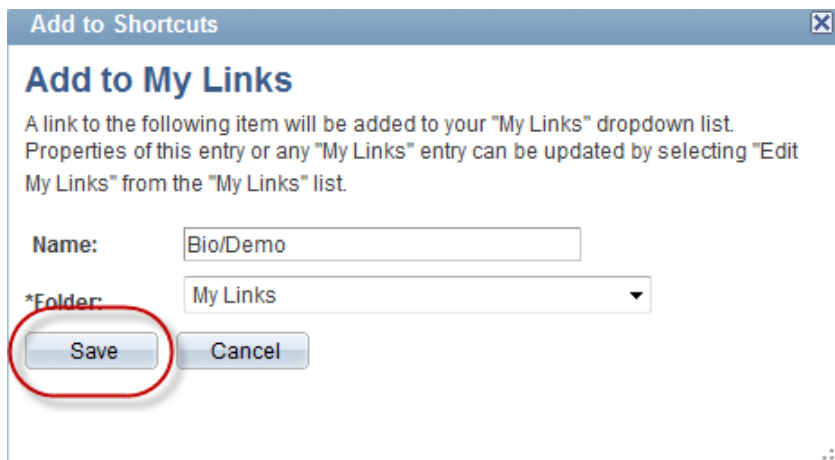 Add to Shortcuts
Add to My Links
A link to the following item will be added to your "My Links" dropdown list.
Properties of this entry or any "My Links" entry can be updated by selecting "Edit
My Links" from the "My Links" list.
Name: Bio/Demo
*Folder: My Links
Save Cancel